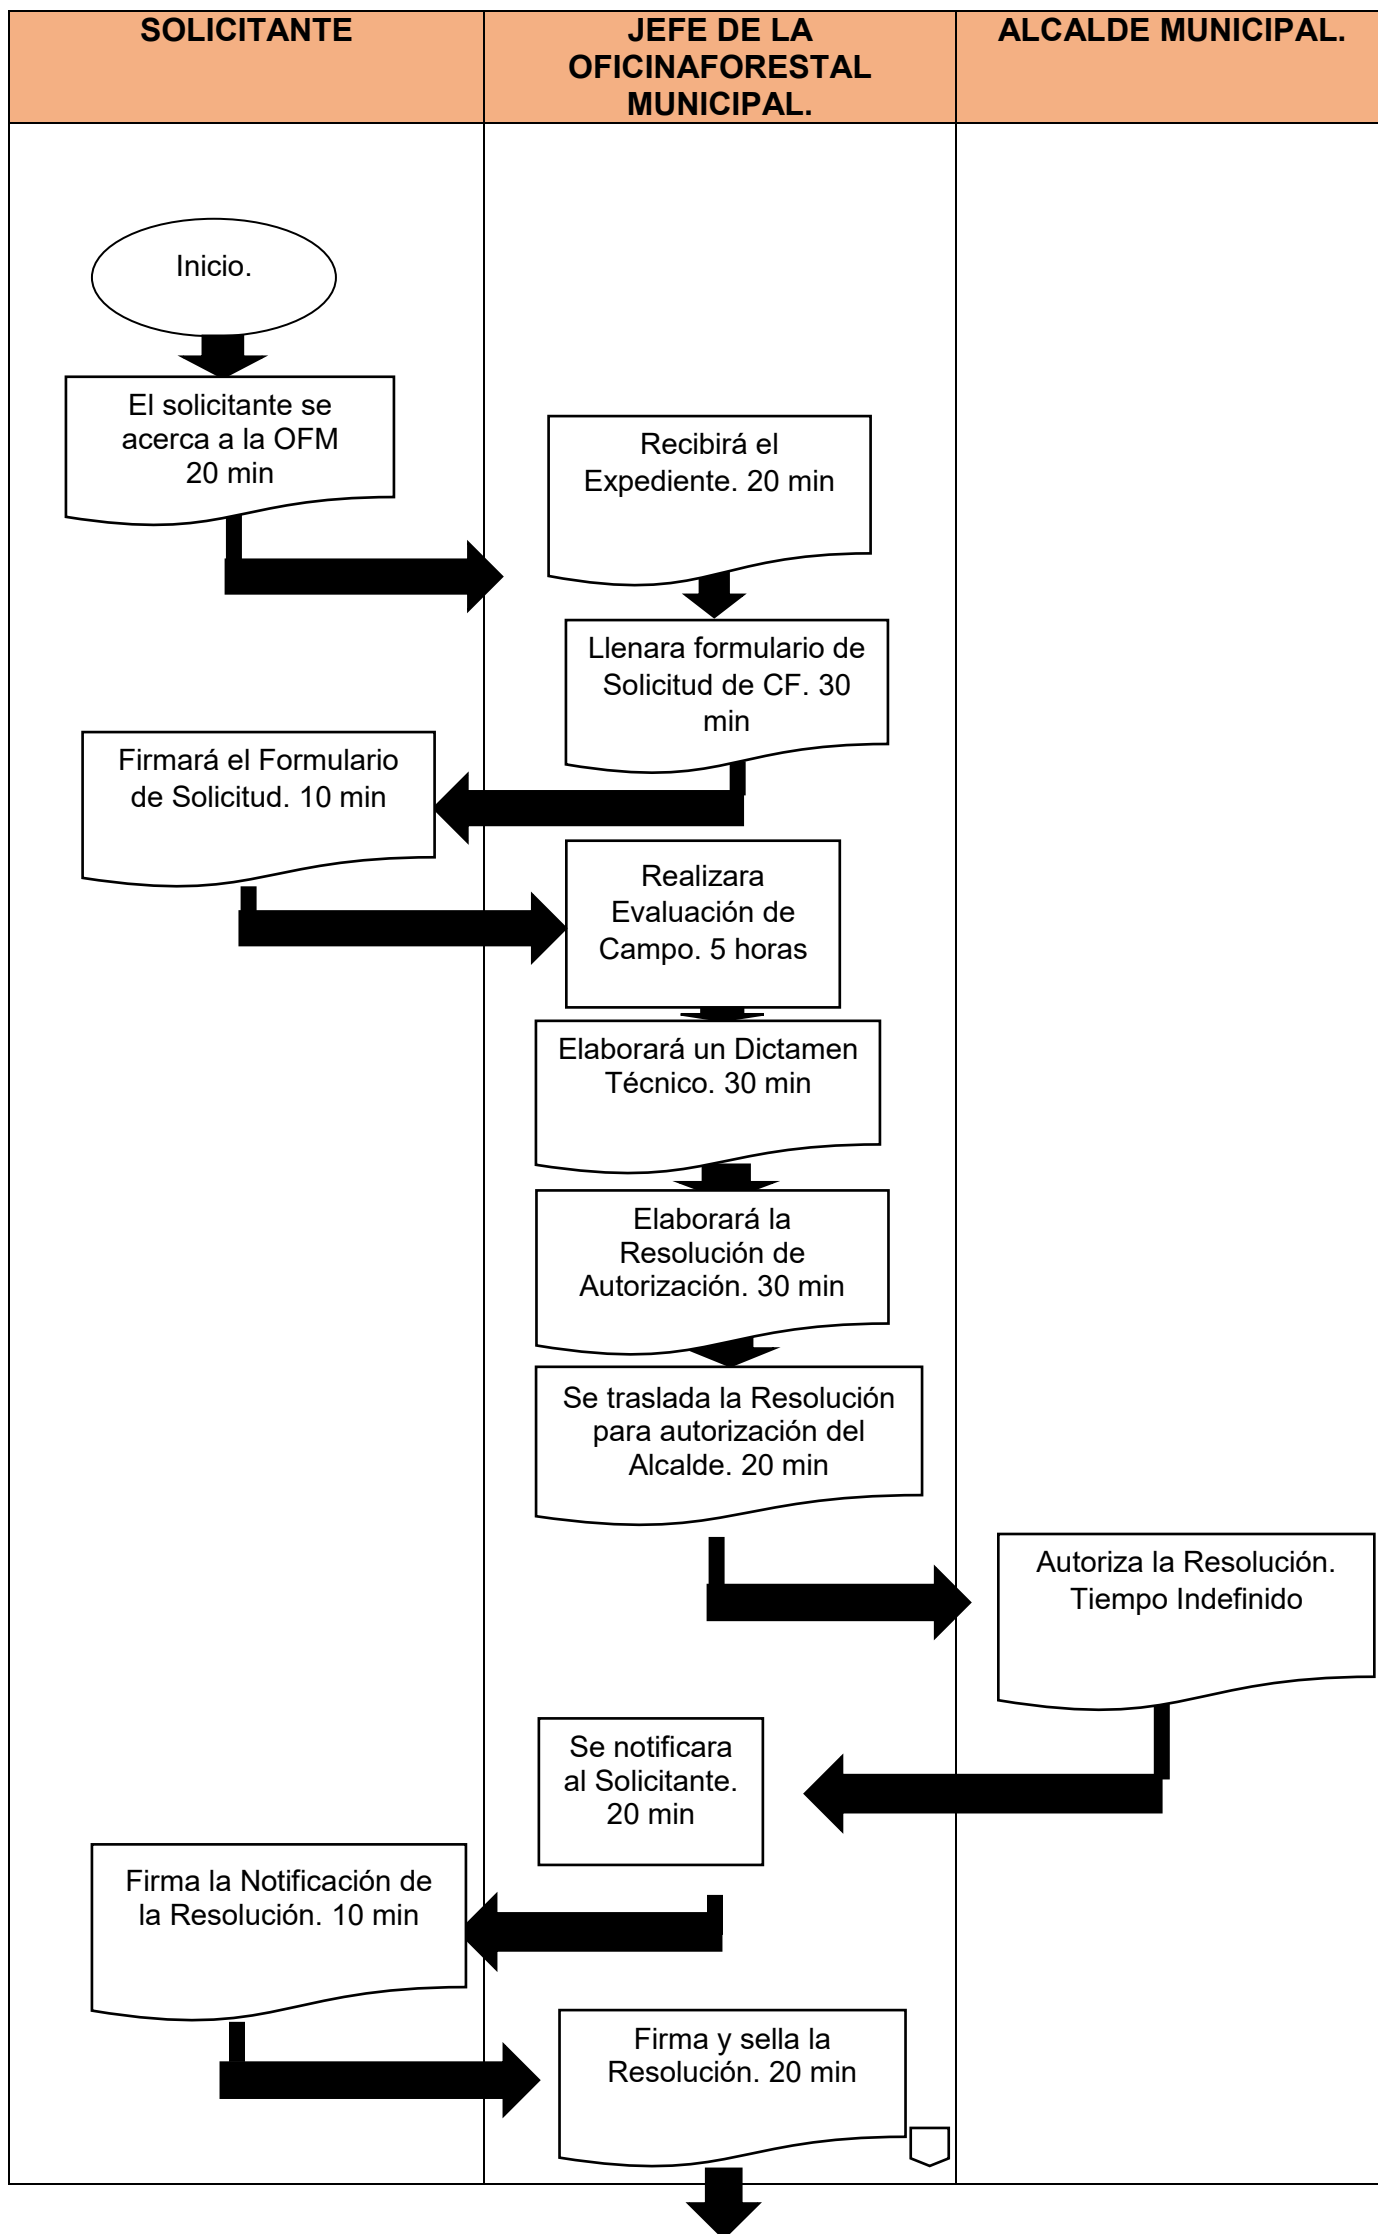 SOLICITANTE
JEFE DE LA
OFICINAFORESTAL
MUNICIPAL.
ALCALDE MUNICIPAL.
Inicio.
El solicitante se
acerca a la OFM
20 min
Recibirá el
Expediente. 20 min
Llenara formulario de
Solicitud de CF. 30
min
Firmará el Formulario
de Solicitud. 10 min
Realizara
Evaluación de
Campo. 5 horas
Elaborará un Dictamen
Técnico. 30 min
Elaborará la
Resolución de
Autorización. 30 min
Se traslada la Resolución
para autorización del
Alcalde. 20 min
Autoriza la Resolución.
Tiempo Indefinido
Se notificara
al Solicitante.
20 min
Firma la Notificación de
la Resolución. 10 min
Firma y sella la
Resolución. 20 min